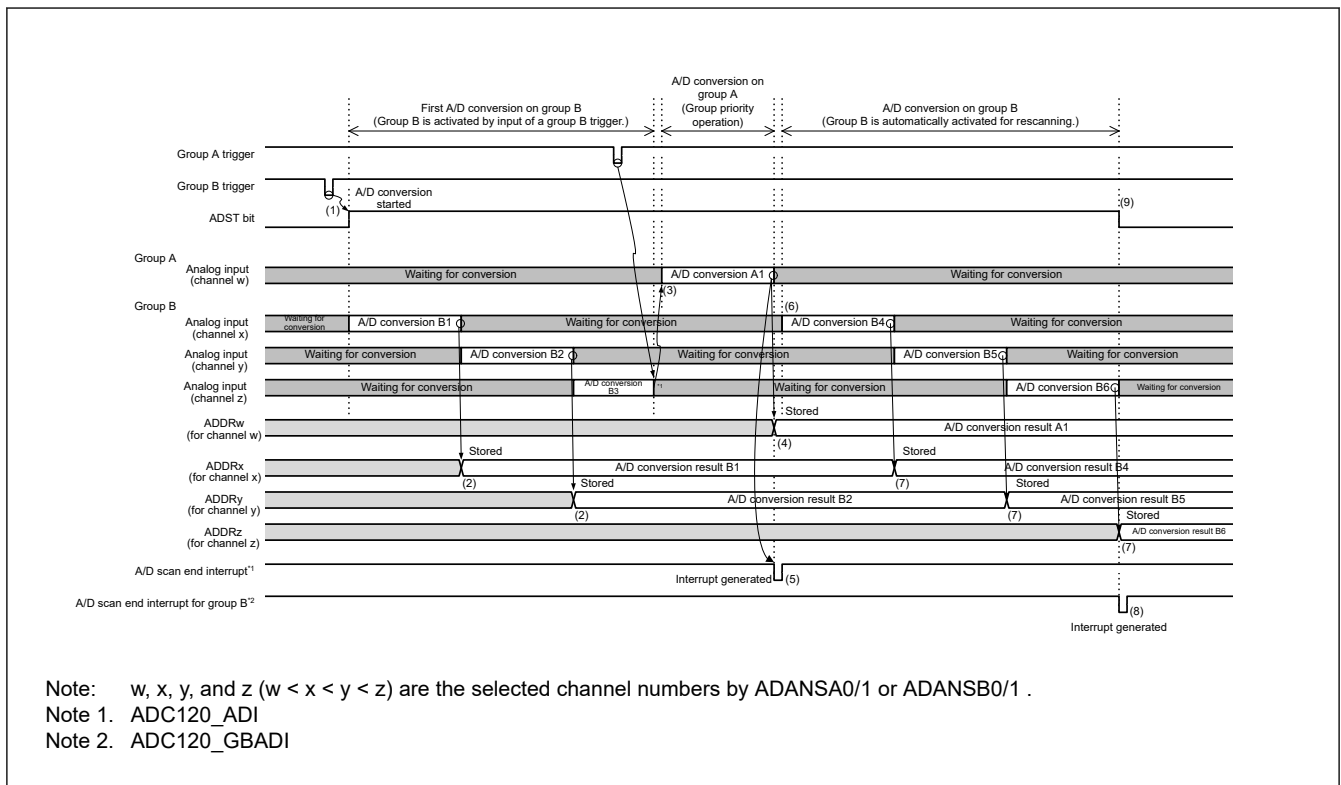 A/D conversion on
group A
(Group priority
operation)
First A/D conversion on group B
(Group B is activated by input of a group B trigger.)
A/D conversion on group B
(Group B is automatically activated for rescanning.)
Group A trigger
Group B trigger
A/D conversion
started
(1)
(9)
ADST bit
Group A
Analog input
(channel w)
Waiting for conversion
A/D conversion A1
Waiting for conversion
(3)
Group B
(6)
Analog input
(channel x)
Waiting for
conversion
A/D conversion B1
Waiting for conversion
A/D conversion B4
Waiting for conversion
Analog input
(channel y)
Waiting for conversion
A/D conversion B2
Waiting for conversion
A/D conversion B5
Waiting for conversion
Analog input
(channel z)
Waiting for conversion
A/D conversion
B3
*1
Waiting for conversion
A/D conversion B6
Waiting for conversion
Stored
ADDRw
(for channel w)
A/D conversion result A1
(4)
Stored
Stored
ADDRx
(for channel x)
A/D conversion result B1
A/D conversion result B4
(2)
(7)
Stored
Stored
ADDRy
(for channel y)
A/D conversion result B2
A/D conversion result B5
(2)
(7)
Stored
ADDRz
(for channel z)
A/D conversion result B6
(7)
A/D scan end interrupt*1
Interrupt generated
(5)
A/D scan end interrupt for group B*2
(8)
Interrupt generated
Note: w, x, y, and z (w < x < y < z) are the selected channel numbers by ADANSA0/1 or ADANSB0/1 .
Note 1. ADC120_ADI
Note 2. ADC120_GBADI